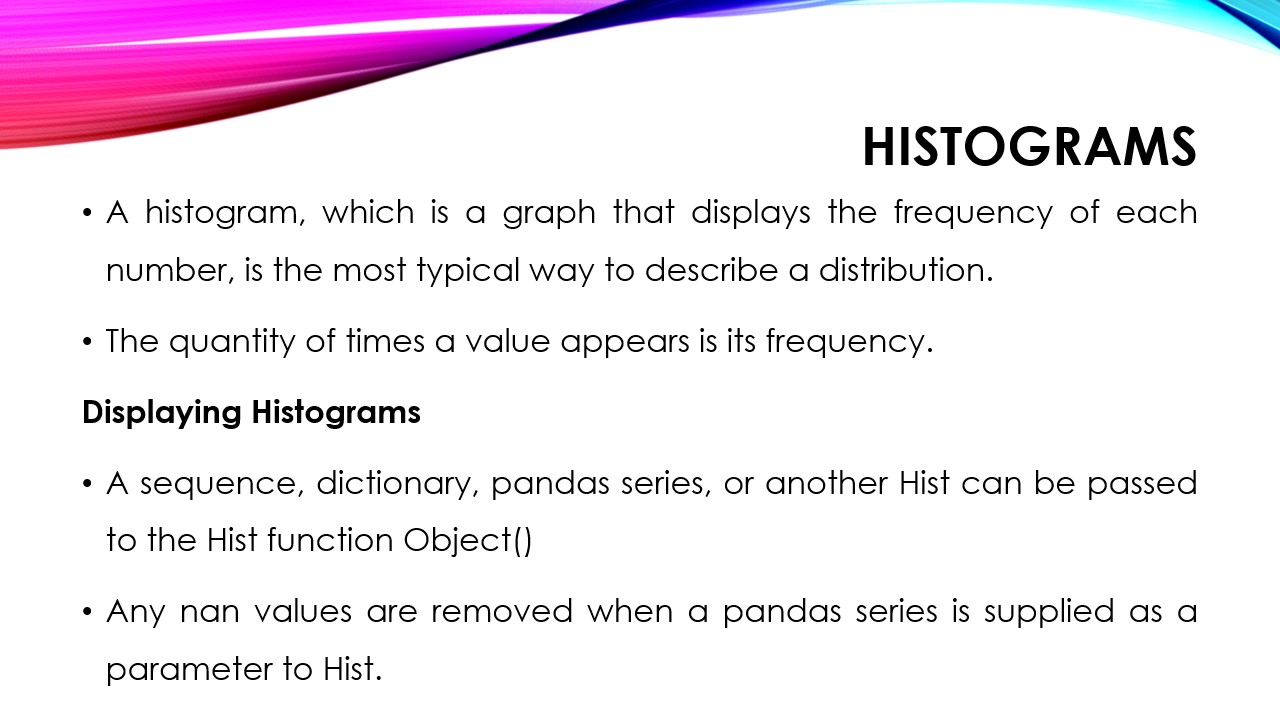 HISTOGRAMS
• A histogram, which is a graph that displays the frequency of each
number, is the most typical way to describe a distribution.
• The quantity of times a value appears is its frequency.
Displaying Histograms
• A sequence, dictionary, pandas series, or another Hist can be passed
to the Hist function Object()
• Any nan values are removed when a pandas series is supplied as a
parameter to Hist.